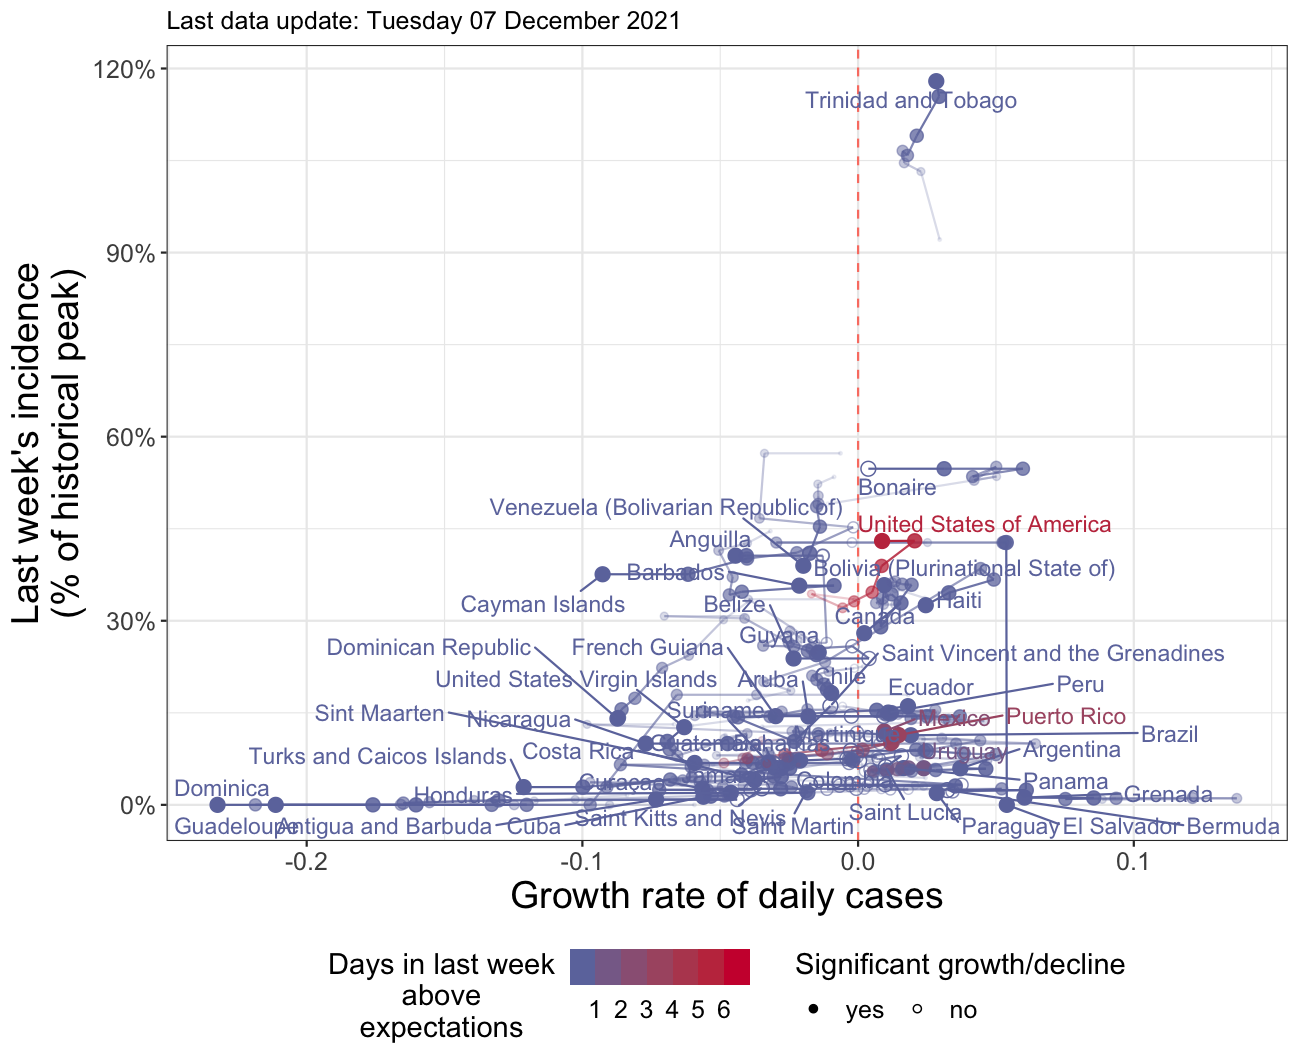 Last data update: Tuesday 07 December 2021
Last week's incidence
(% of historical peak)
120%
90%
60%
30%
0%
Trinidad and Tobago
Bonaire
Venezuela (Bolivarian Republic of)
United States of America
Anguilla
Barbados
Bolivia (Plurinational State of)
Cayman Islands
Belize
Haiti
Canada
Guyana
Dominican Republic
French Guiana
Saint Vincent and the Grenadines
United States Virgin Islands
Aruba
Chile
Ecuador
Peru
Sint Maarten
Nicaragua
Suriname
Mexico
Puerto Rico
Martinique
Brazil
Guatemala
Bahamas
Costa Rica
Uruguay
Argentina
Turks and Caicos Islands
Dominica
Honduras
Curaçao
Colombia
Panama
Grenada
Guadeloupe
Antigua and Barbuda
Cuba
Saint Kitts and Nevis
Saint Martin
Saint Lucia
Paraguay
El Salvador
Bermuda
-0.2
-0.1
0.0
0.1
Growth rate of daily cases
Days in last week
above
expectations
1 2 3 4 5 6
Significant growth/decline
yes
no